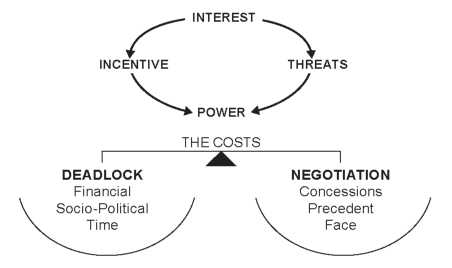 INTEREST
INCENTIVE
THREATS
POWER
THE COSTS
DEADLOCK
Financial
Socio-Political
Time
NEGOTIATION
Concessions
Precedent
Face